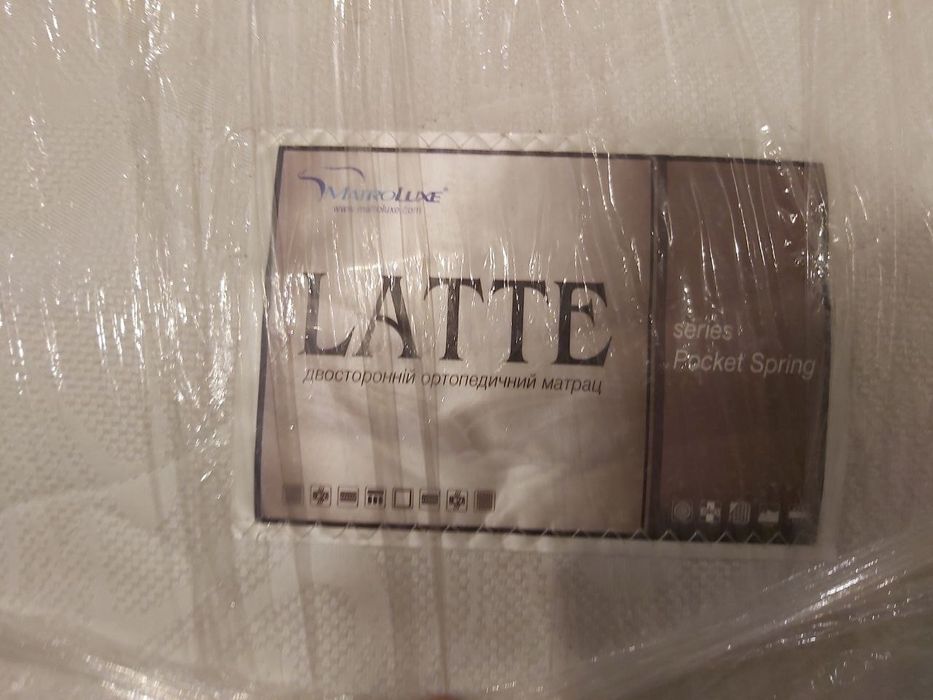 MATROLUXE®
www.matroluxe.com
LATTE
двосторонній ортопедичний матрац
series
Pocket Spring